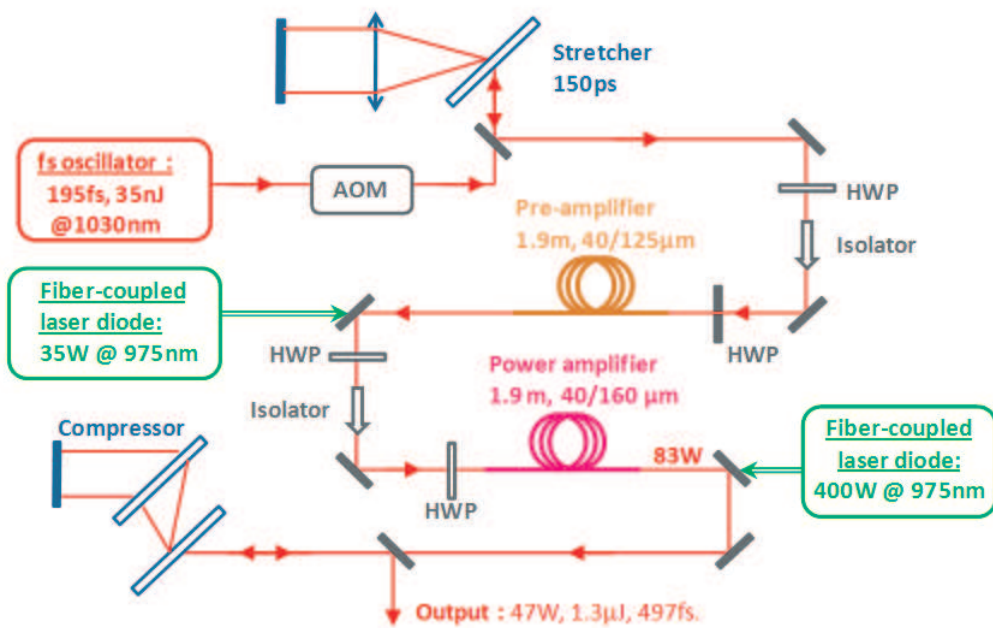 Stretcher
150ps
fs oscillator :
195fs, 35nJ
@1030nm
AOM
HWP
Pre-amplifier
1.9m, 40/125µm
Isolator
Fiber-coupled
laser diode:
35W @ 975nm
HWP
HWP
Power amplifier
1.9 m, 40/160 µm
Isolator
Compressor
83W
Fiber-coupled
laser diode:
400W @ 975nm
HWP
Output : 47W, 1.3µJ, 497fs.